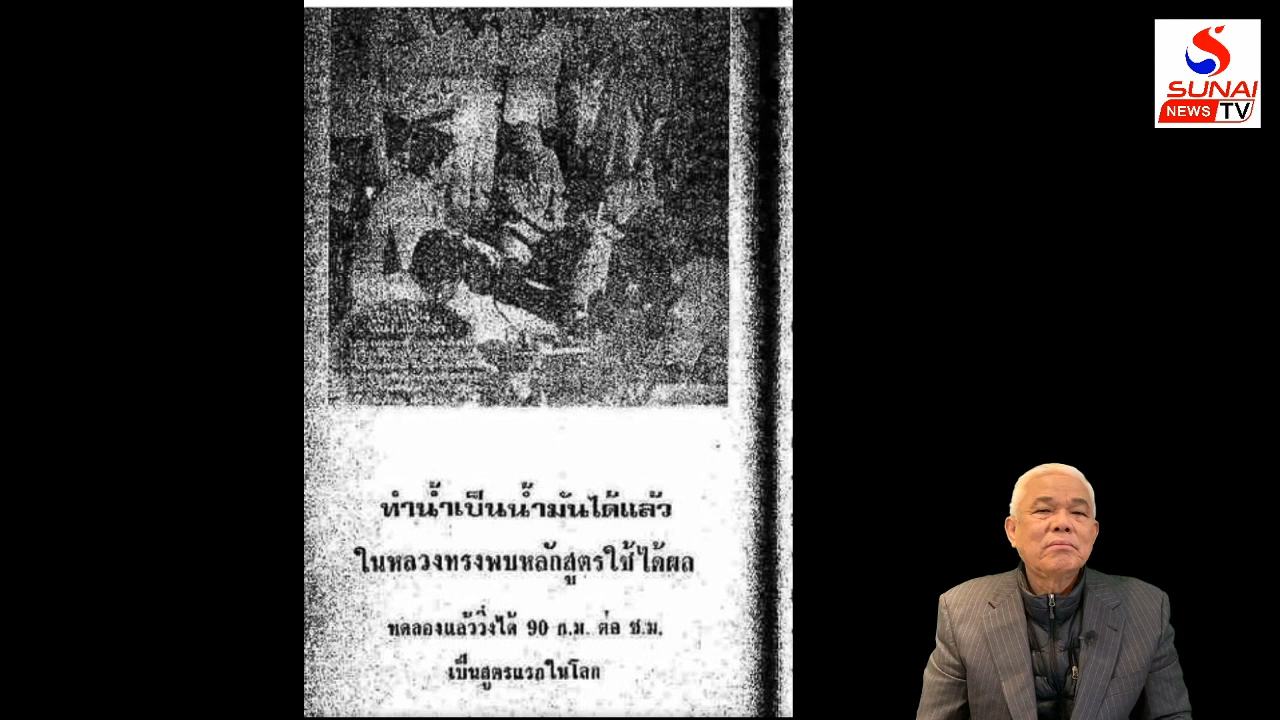 SUNAI
NEWS TV
ทำน้ำเป็นน้ำมันได้แล้ว
ในหลวงทรงพบหลักสูตรใช้ได้ผล
ทดลองแล้ววิ่งได้ 90 ก.ม. ต่อ ช.ม.
เป็นสูตรแรกในโลก